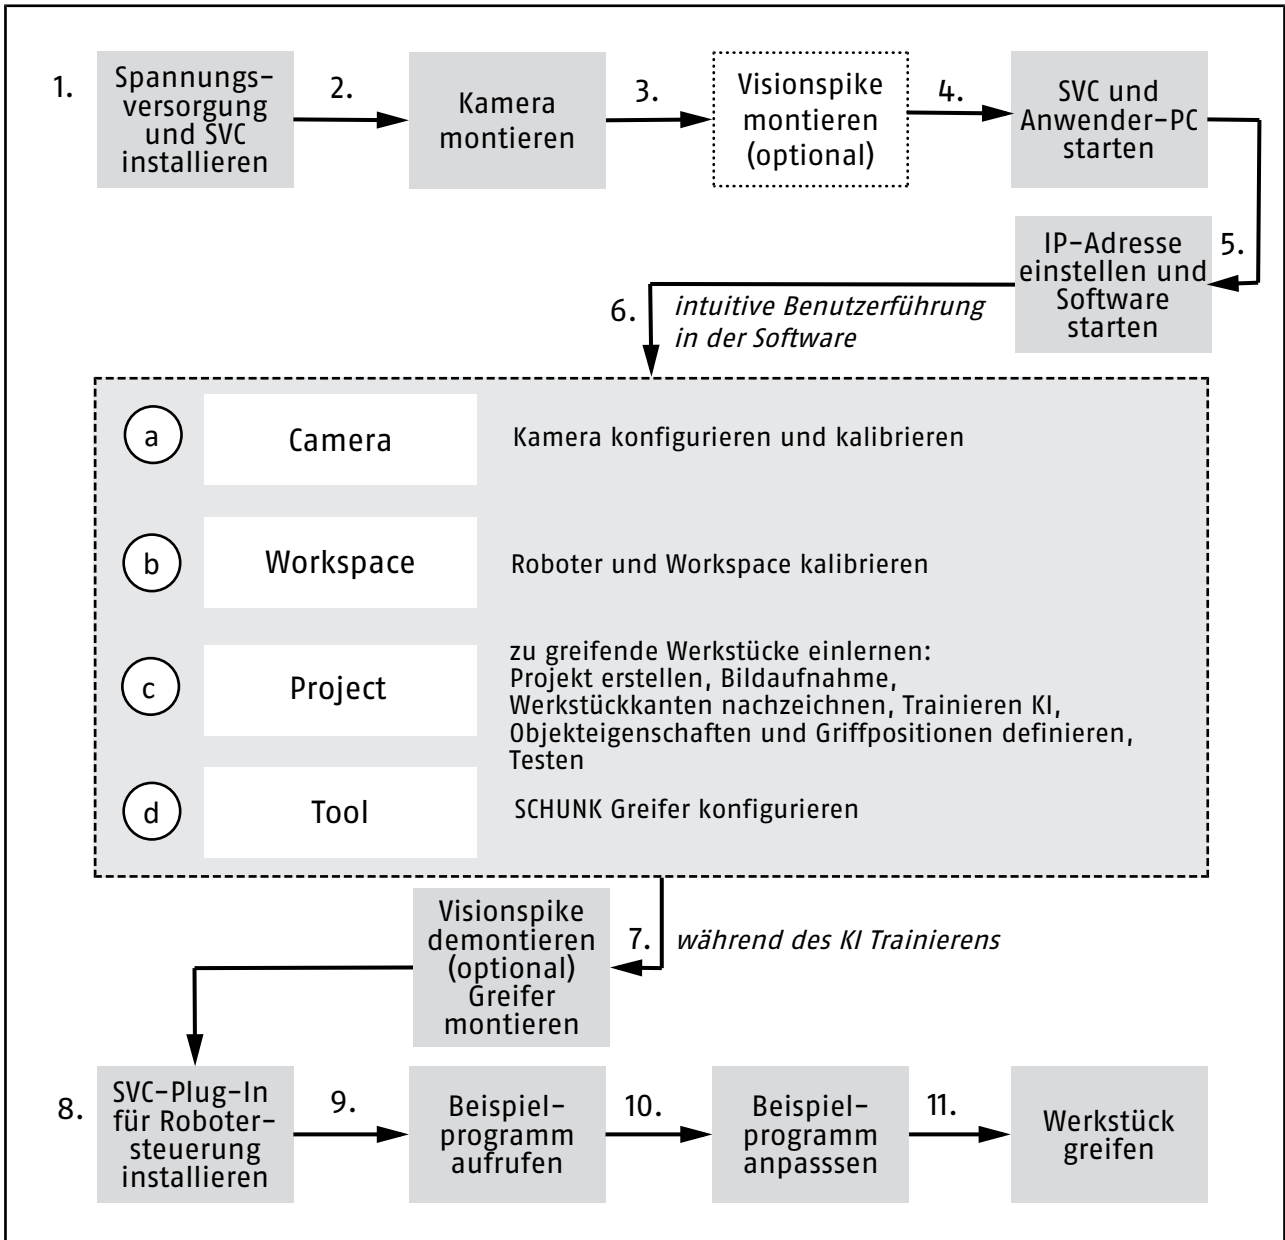 1.
Spannungs-
versorgung
und SVC
installieren
2.
Kamera
montieren
3.
Visionspike
montieren
(optional)
4.
SVC und
Anwender-PC
starten
5.
IP-Adresse
einstellen und
Software
starten
6.
intuitive Benutzerführung
in der Software
a
Camera
Kamera konfigurieren und kalibrieren
b
Workspace
Roboter und Workspace kalibrieren
c
Project
zu greifende Werkstücke einlernen:
Projekt erstellen, Bildaufnahme,
Werkstückkanten nachzeichnen, Trainieren KI,
Objekteigenschaften und Griffpositionen definieren,
Testen
d
Tool
SCHUNK Greifer konfigurieren
7.
während des KI Trainierens
Visionspike
demontieren
(optional)
Greifer
montieren
8.
SVC-Plug-In
für Roboter-
steuerung
installieren
9.
Beispiel-
programm
aufrufen
10.
Beispiel-
programm
anpasssen
11.
Werkstück
greifen